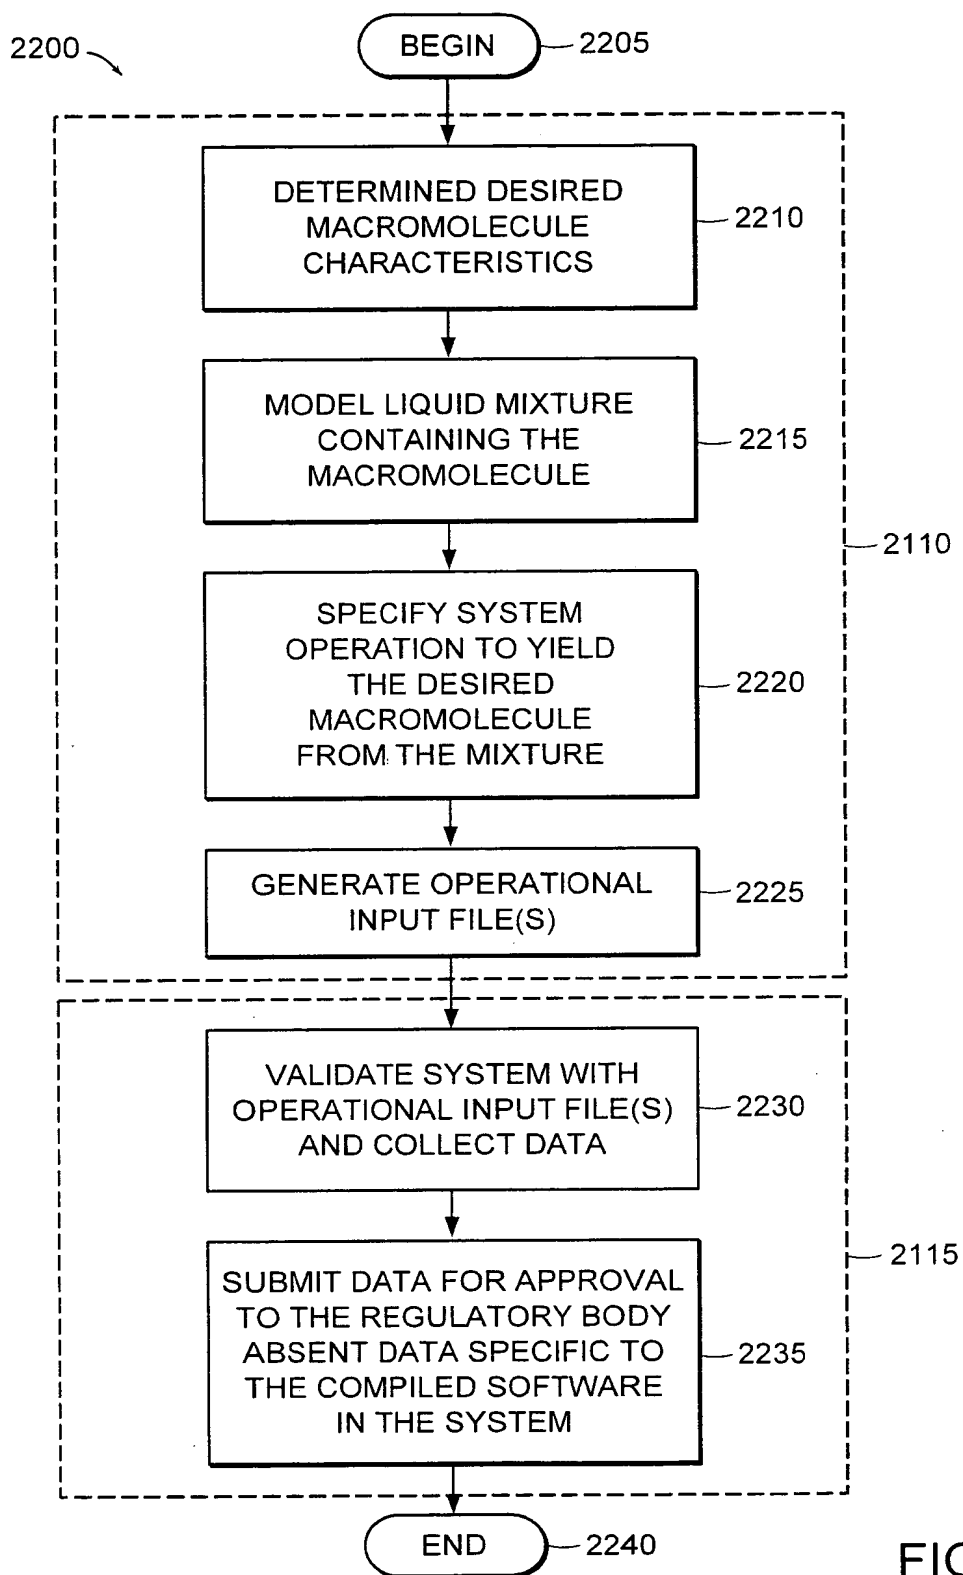 2200
BEGIN
2205
DETERMINED DESIRED
MACROMOLECULE
CHARACTERISTICS
2210
MODEL LIQUID MIXTURE
CONTAINING THE
MACROMOLECULE
2215
2110
SPECIFY SYSTEM
OPERATION TO YIELD
THE DESIRED
MACROMOLECULE
FROM THE MIXTURE
2220
GENERATE OPERATIONAL
INPUT FILE(S)
2225
VALIDATE SYSTEM WITH
OPERATIONAL INPUT FILE(S)
AND COLLECT DATA
2230
SUBMIT DATA FOR APPROVAL
TO THE REGULATORY BODY
ABSENT DATA SPECIFIC TO
THE COMPILED SOFTWARE
IN THE SYSTEM
2235
2115
END
2240
FIG